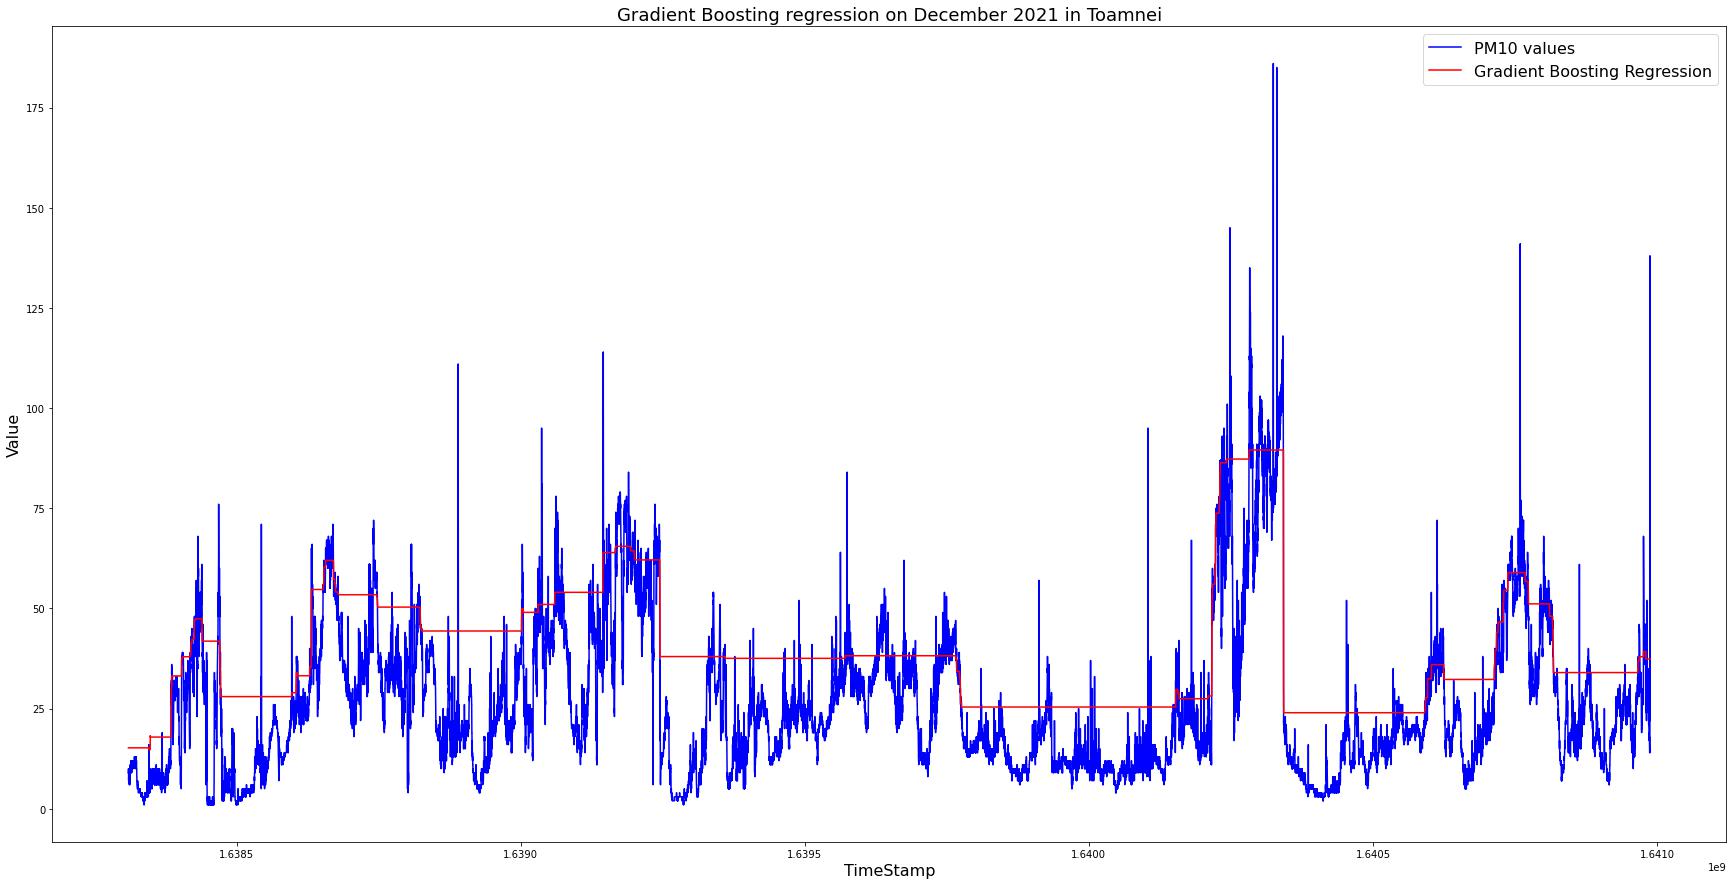 Gradient Boosting regression on December 2021 in Toamnei
PM10 values
Gradient Boosting Regression
175
150
125
100
75
50
25
0
Value
1.6385
1.6390
1.6395
1.6400
1.6405
1.6410
1e9
TimeStamp